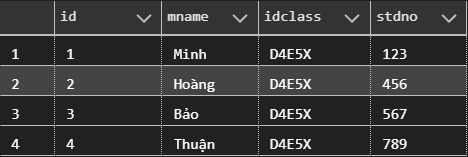 id mname idclass stdno
1 1 Minh D4E5X 123
2 2 Hoàng D4E5X 456
3 3 Bảo D4E5X 567
4 4 Thuận D4E5X 789